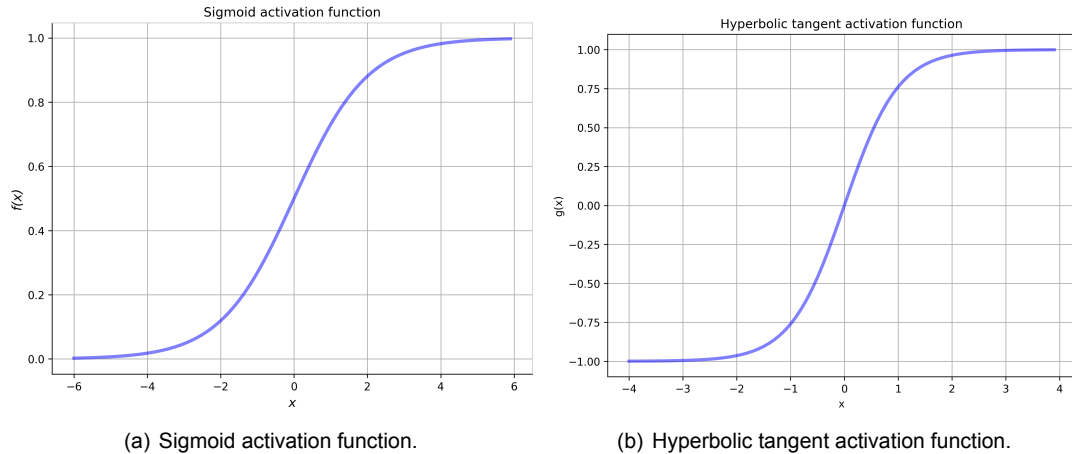 Sigmoid activation function
1.0
0.8
0.6
0.4
0.2
0.0
f(x)
−6 −4 −2 0 2 4 6
x
(a) Sigmoid activation function.
Hyperbolic tangent activation function
1.00
0.75
0.50
0.25
0.00
−0.25
−0.50
−0.75
−1.00
g(x)
−4 −3 −2 −1 0 1 2 3 4
x
(b) Hyperbolic tangent activation function.